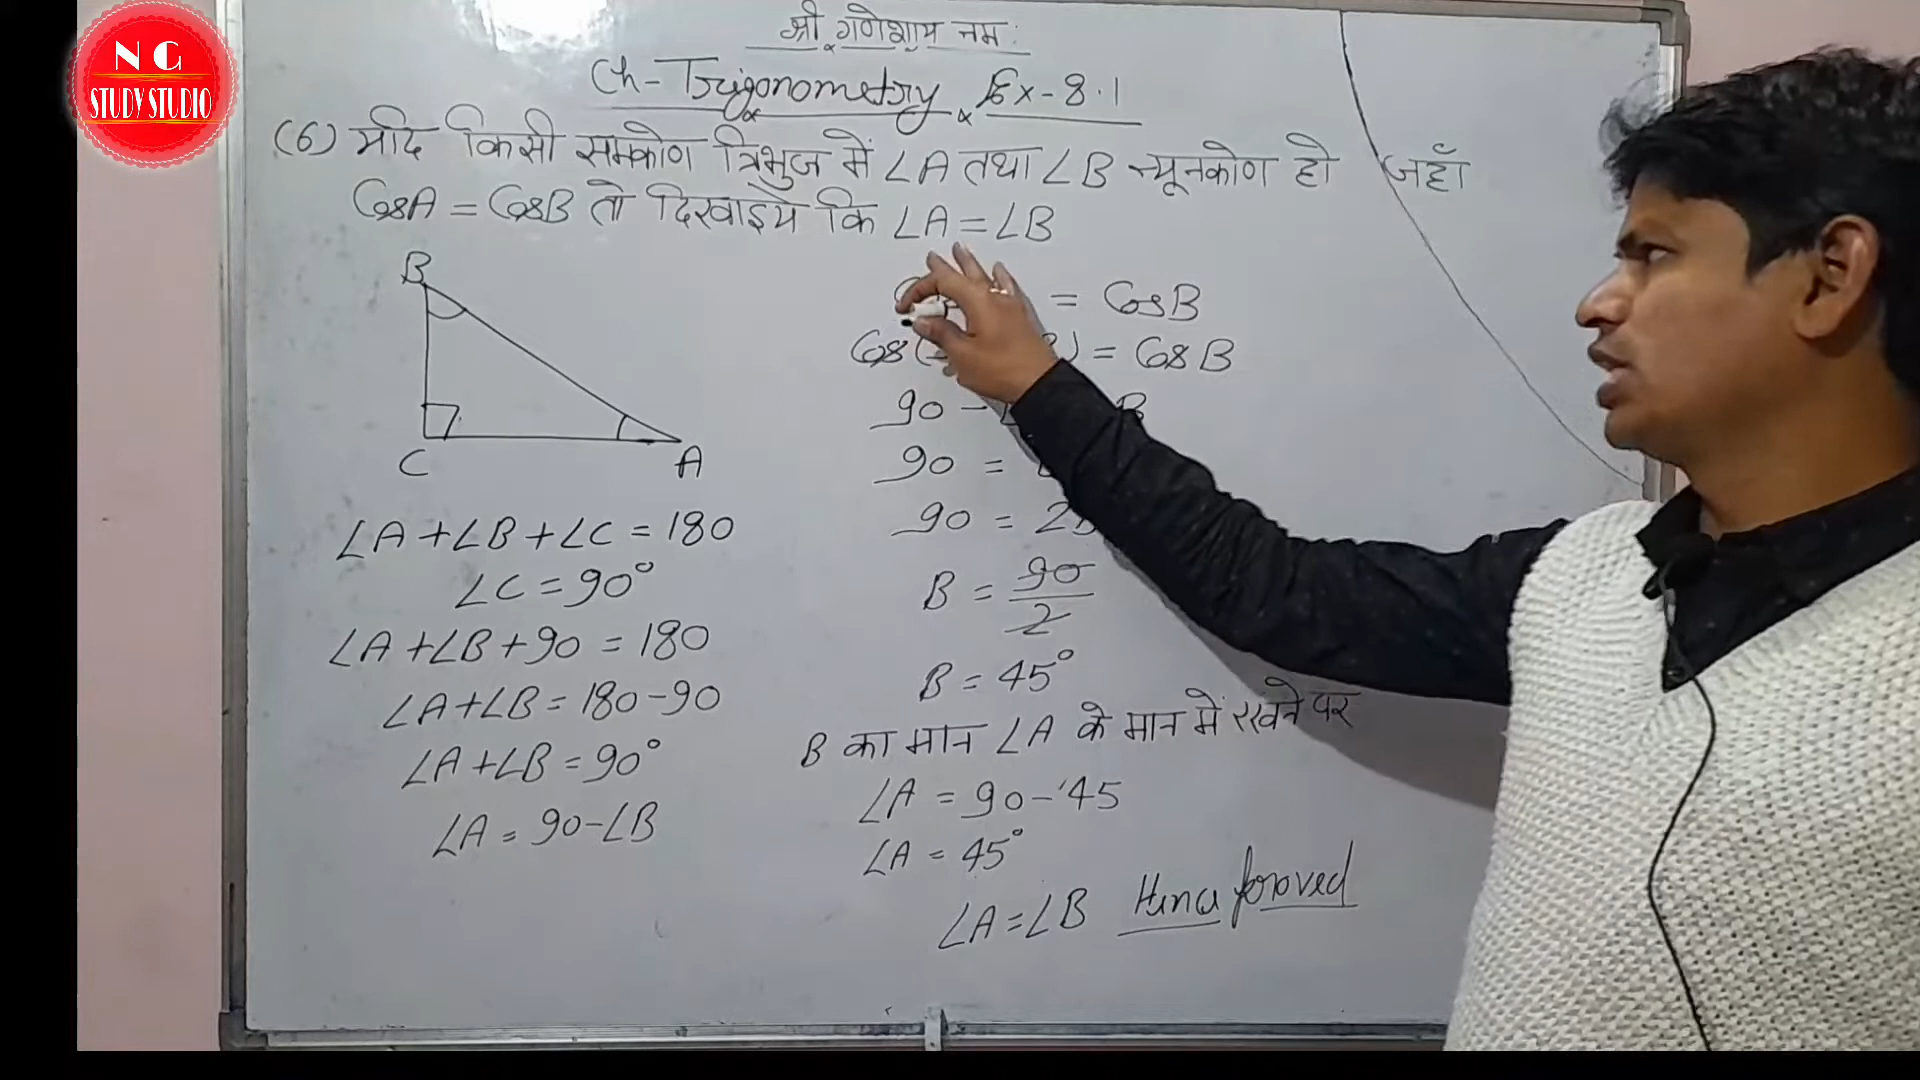 N G
STUDY STUDIO
श्री गणेशाय नमः
Ch-Trigonometry Ex-8.1
(6) यदि किसी समकोण त्रिभुज में ∠A तथा ∠B न्यूनकोण हो जहाँ
CosA = CosB तो दिखाइये कि ∠A = ∠B
B
C
A
∠A+∠B+∠C=180
∠C=90°
∠A+∠B+90=180
∠A+∠B=180-90
∠A+∠B=90°
∠A=90-∠B
= CosB
Cos( ) = CosB
90 - B
90 =
90 = 2B
B = 90/2
B = 45°
B का मान ∠A के मान में रखने पर
∠A = 90-45
∠A = 45°
∠A=∠B Hence proved